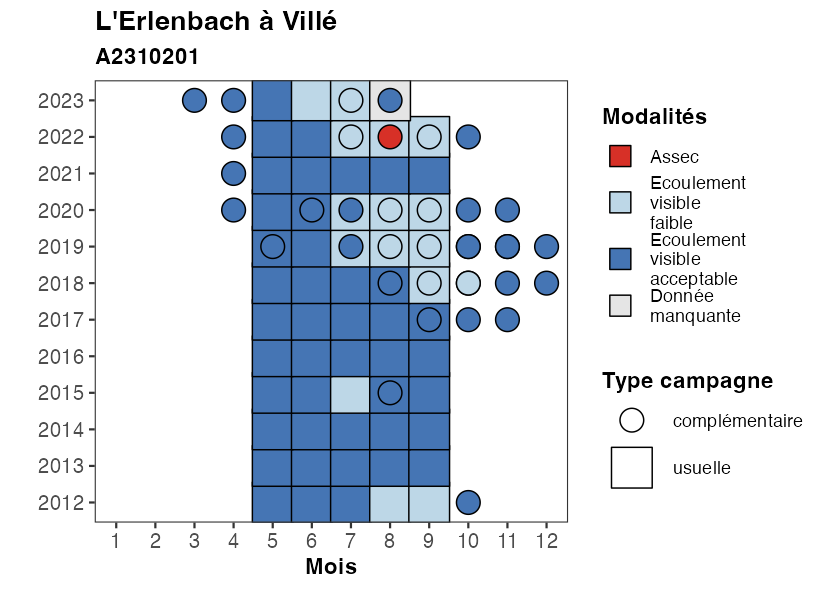 L'Erlenbach à Villé
A2310201
2023
2022
2021
2020
2019
2018
2017
2016
2015
2014
2013
2012
1 2 3 4 5 6 7 8 9 10 11 12
Mois
Modalités
Assec
Ecoulement
visible
faible
Ecoulement
visible
acceptable
Donnée
manquante
Type campagne
complémentaire
usuelle